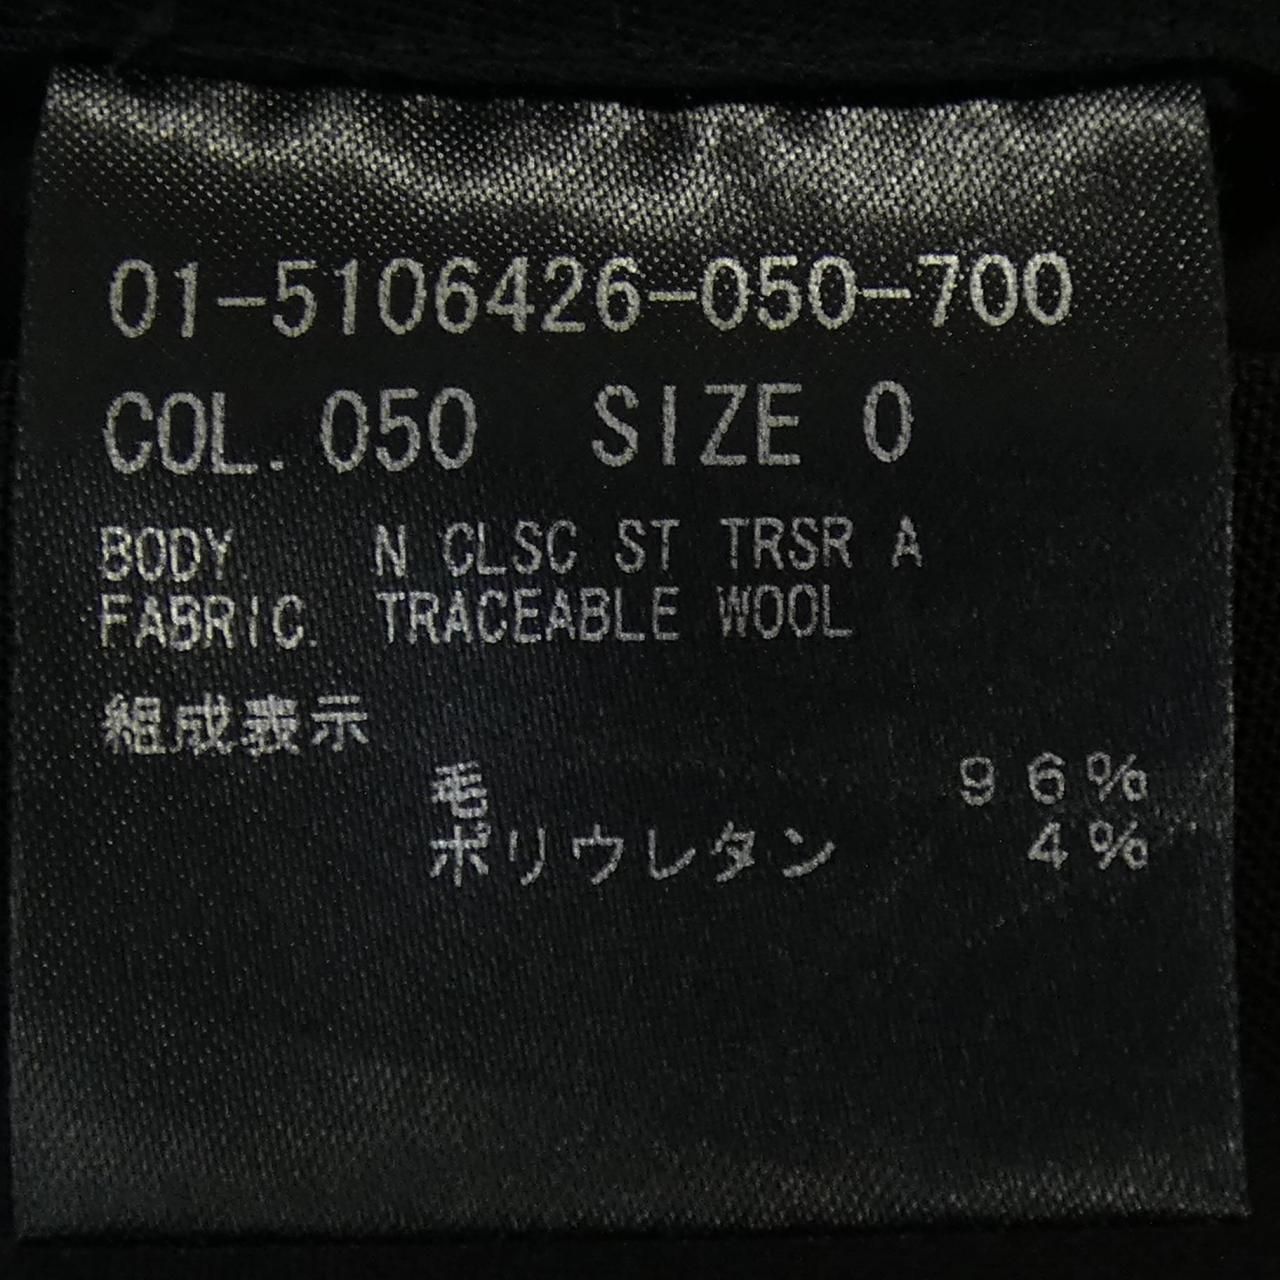 01-5106426-050-700
COL. 050 SIZE 0
BODY. N CLSC ST TRSR A
FABRIC. TRACEABLE WOOL
組成表示
毛 96%
ポリウレタン 4%